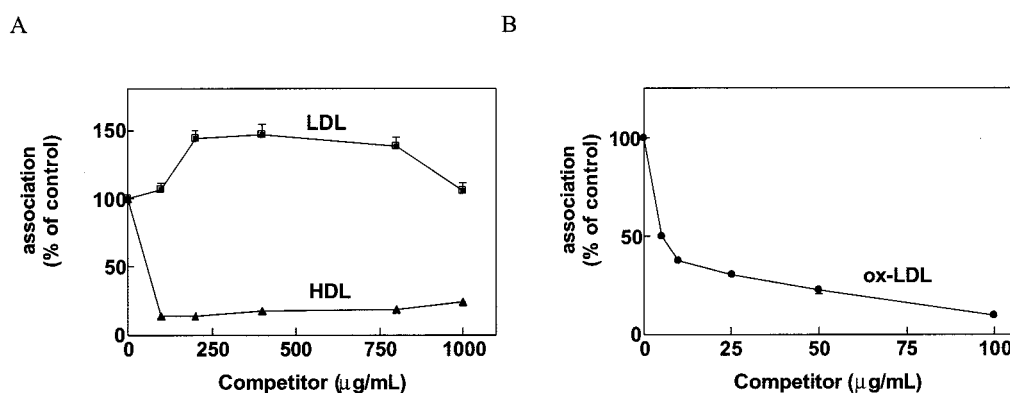 A
B
association
(% of control)
150
100
50
0
LDL
HDL
0
250
500
750
1000
Competitor (µg/mL)
association
(% of control)
100
50
0
ox-LDL
0
25
50
75
100
Competitor (µg/mL)